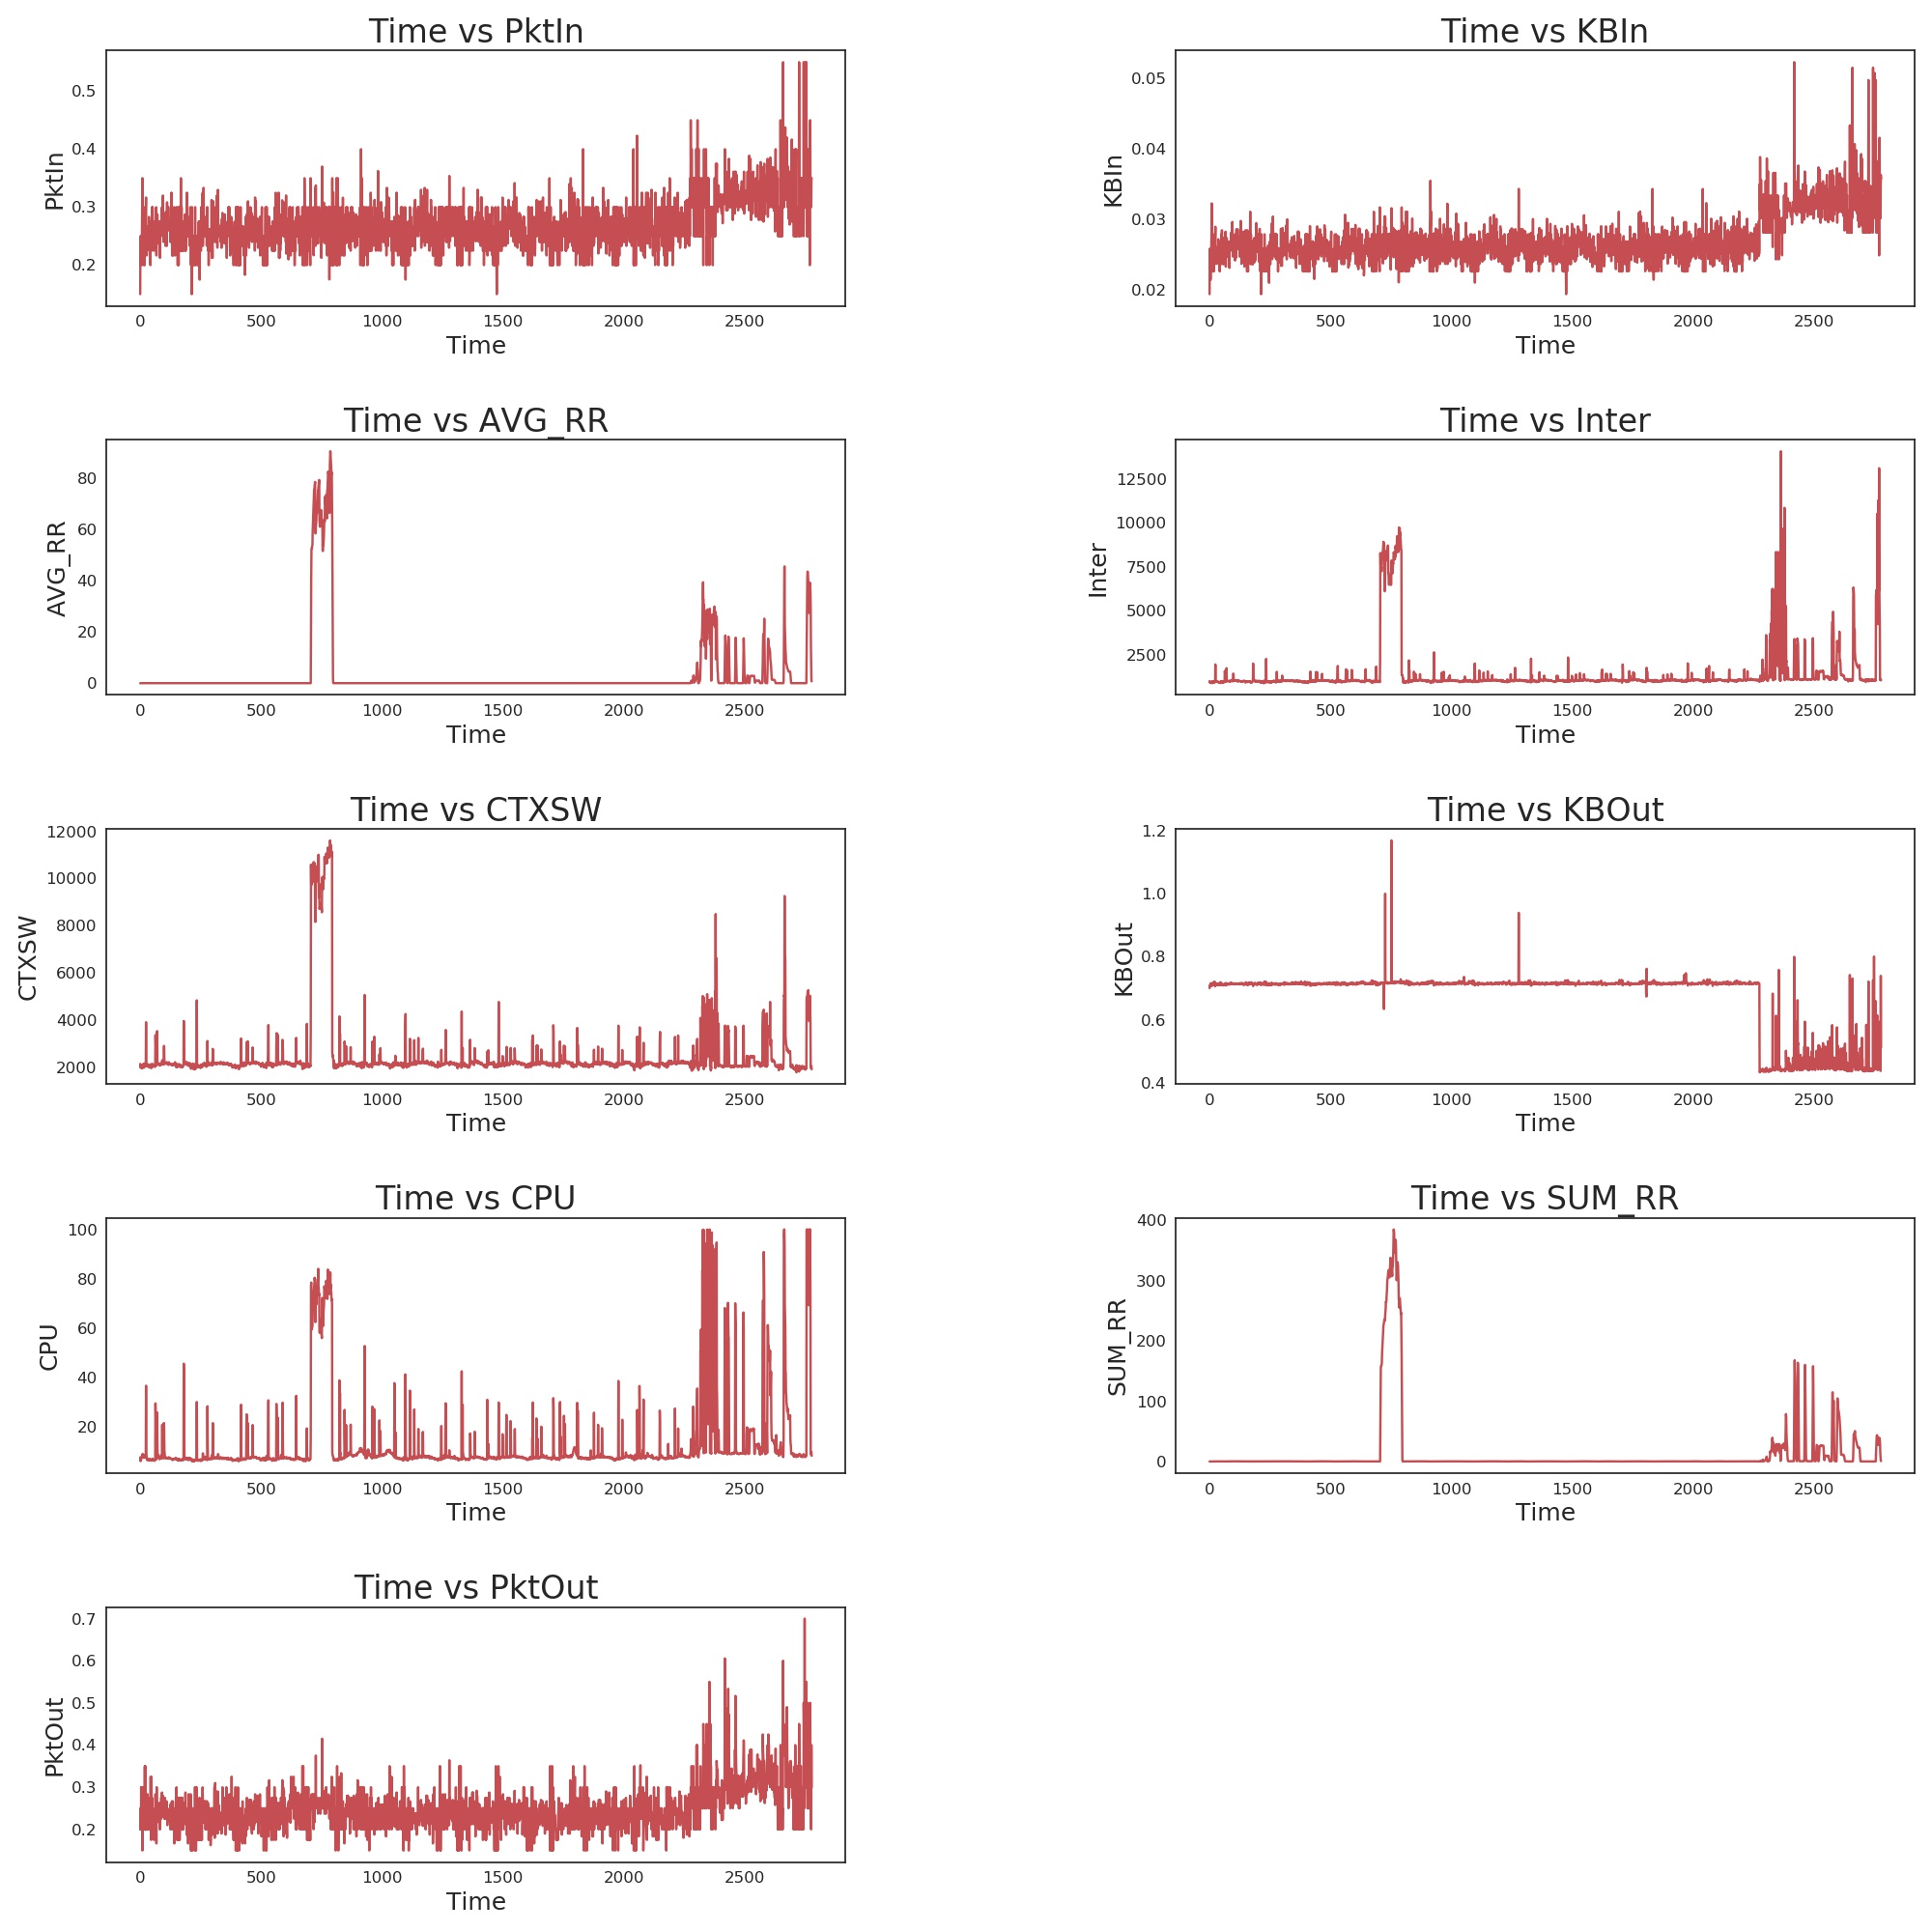 Time vs PktIn
PktIn
0.5
0.4
0.3
0.2
0 500 1000 1500 2000 2500
Time
Time vs KBIn
KBIn
0.05
0.04
0.03
0.02
0 500 1000 1500 2000 2500
Time
Time vs AVG_RR
AVG_RR
80
60
40
20
0
0 500 1000 1500 2000 2500
Time
Time vs Inter
Inter
12500
10000
7500
5000
2500
0 500 1000 1500 2000 2500
Time
Time vs CTXSW
CTXSW
12000
10000
8000
6000
4000
2000
0 500 1000 1500 2000 2500
Time
Time vs KBOut
KBOut
1.2
1.0
0.8
0.6
0.4
0 500 1000 1500 2000 2500
Time
Time vs CPU
CPU
100
80
60
40
20
0 500 1000 1500 2000 2500
Time
Time vs SUM_RR
SUM_RR
400
300
200
100
0
0 500 1000 1500 2000 2500
Time
Time vs PktOut
PktOut
0.7
0.6
0.5
0.4
0.3
0.2
0 500 1000 1500 2000 2500
Time